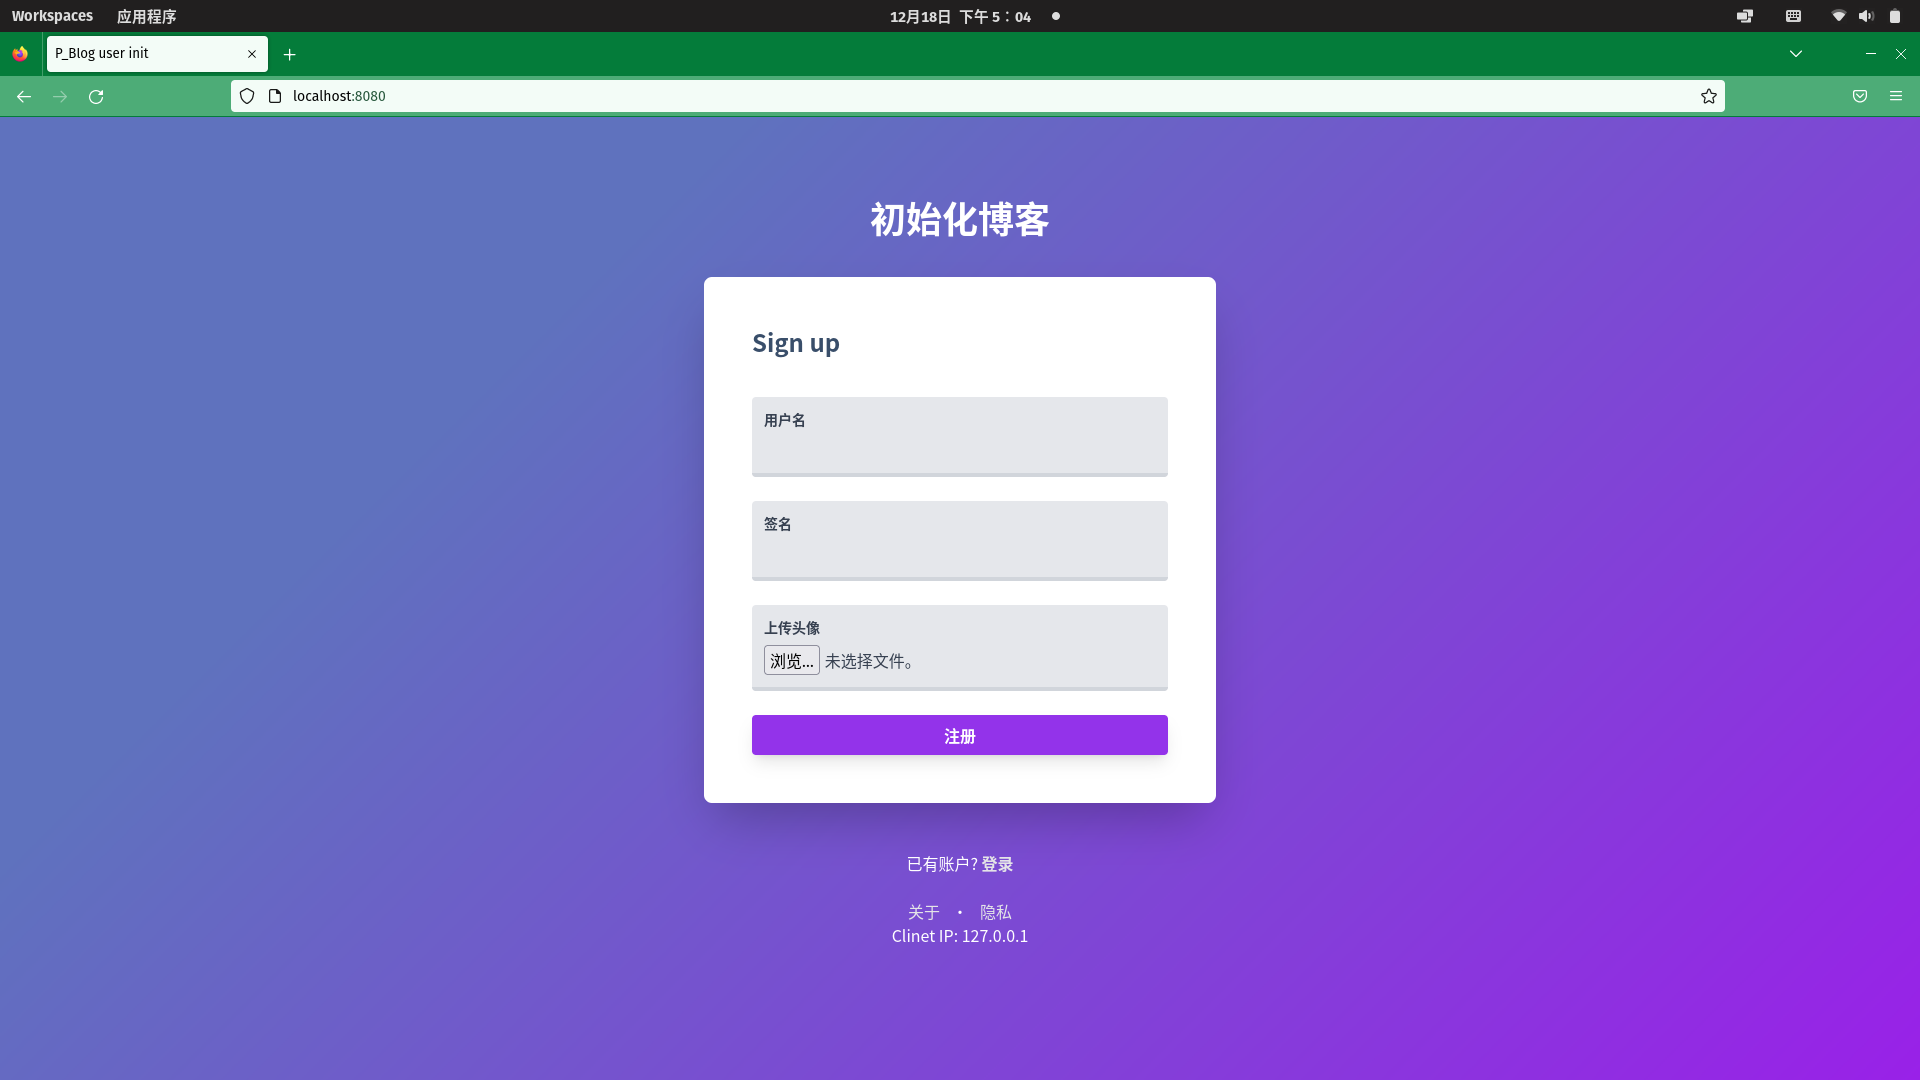 Workspaces 应用程序 12月18日 下午 5：04
P_Blog user init
localhost:8080
初始化博客
Sign up
用户名
签名
上传头像
浏览... 未选择文件。
注册
已有账户? 登录
关于 · 隐私
Clinet IP: 127.0.0.1